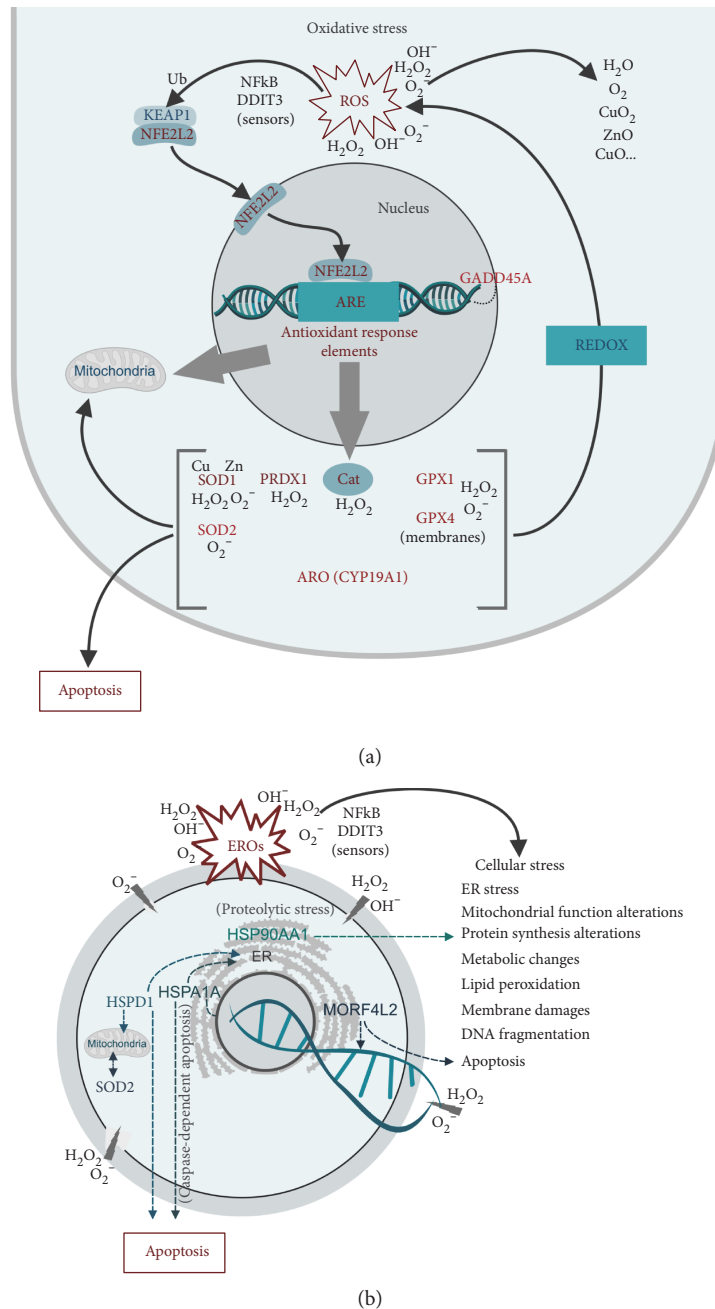 Oxidative stress
OH⁻
H₂O₂
O₂⁻
ROS
H₂O₂
OH⁻
O₂⁻
NFkB
DDIT3
(sensors)
Ub
KEAP1
NFE2L2
H₂O
O₂
CuO₂
ZnO
CuO...
NFE2L2
Nucleus
NFE2L2
ARE
GADD45A
Antioxidant response
elements
REDOX
Mitochondria
Cu Zn
SOD1
H₂O₂ O₂⁻
SOD2
O₂⁻
PRDX1
H₂O₂
Cat
H₂O₂
GPX1
H₂O₂
O₂⁻
GPX4
(membranes)
ARO (CYP19A1)
Apoptosis
(a)
OH⁻
H₂O₂
H₂O₂
OH⁻
O₂
EROs
O₂⁻
NFkB
DDIT3
(sensors)
O₂⁻
H₂O₂
OH⁻
Cellular stress
ER stress
Mitochondrial function alterations
Protein synthesis alterations
Metabolic changes
Lipid peroxidation
Membrane damages
DNA fragmentation
Apoptosis
(Proteolytic stress)
HSP90AA1
ER
HSPA1A
HSPD1
MORF4L2
Mitochondria
SOD2
(Caspase-dependent apoptosis)
H₂O₂
O₂⁻
H₂O₂
O₂⁻
Apoptosis
(b)